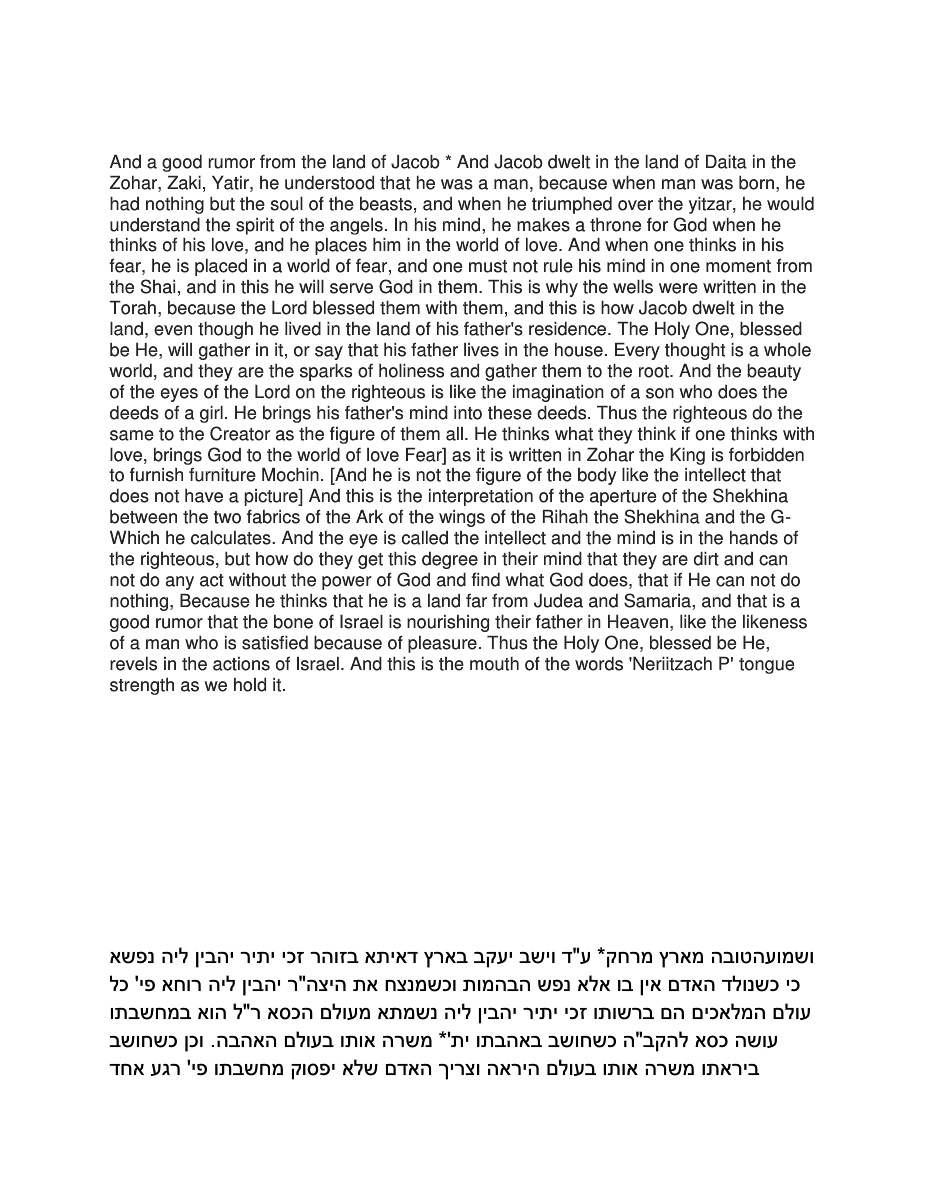 And a good rumor from the land of Jacob * And Jacob dwelt in the land of Daita in the
Zohar, Zaki, Yatir, he understood that he was a man, because when man was born, he
had nothing but the soul of the beasts, and when he triumphed over the yitzar, he would
understand the spirit of the angels. In his mind, he makes a throne for God when he
thinks of his love, and he places him in the world of love. And when one thinks in his
fear, he is placed in a world of fear, and one must not rule his mind in one moment from
the Shai, and in this he will serve God in them. This is why the wells were written in the
Torah, because the Lord blessed them with them, and this is how Jacob dwelt in the
land, even though he lived in the land of his father's residence. The Holy One, blessed
be He, will gather in it, or say that his father lives in the house. Every thought is a whole
world, and they are the sparks of holiness and gather them to the root. And the beauty
of the eyes of the Lord on the righteous is like the imagination of a son who does the
deeds of a girl. He brings his father's mind into these deeds. Thus the righteous do the
same to the Creator as the figure of them all. He thinks what they think if one thinks with
love, brings God to the world of love Fear] as it is written in Zohar the King is forbidden
to furnish furniture Mochin. [And he is not the figure of the body like the intellect that
does not have a picture] And this is the interpretation of the aperture of the Shekhina
between the two fabrics of the Ark of the wings of the Rihah the Shekhina and the G-
Which he calculates. And the eye is called the intellect and the mind is in the hands of
the righteous, but how do they get this degree in their mind that they are dirt and can
not do any act without the power of God and find what God does, that if He can not do
nothing, Because he thinks that he is a land far from Judea and Samaria, and that is a
good rumor that the bone of Israel is nourishing their father in Heaven, like the likeness
of a man who is satisfied because of pleasure. Thus the Holy One, blessed be He,
revels in the actions of Israel. And this is the mouth of the words 'Neriitzach P' tongue
strength as we hold it.
ושמועהטובה מארץ מרחק* ע"ד וישב יעקב בארץ דאיתא בזוהר זכי יתיר יהבין ליה נפשא
כי כשנולד האדם אין בו אלא נפש הבהמות וכשמנצח את היצה"ר יהבין ליה רוחא פי' כל
עולם המלאכים הם ברשותו זכי יתיר יהבין ליה נשמתא מעולם הכסא ר"ל הוא במחשבתו
עושה כסא להקב"ה כשחושב באהבתו ית'* משרה אותו בעולם האהבה. וכן כשחושב
ביראתו משרה אותו בעולם היראה וצריך האדם שלא יפסוק מחשבתו פי' רגע אחד